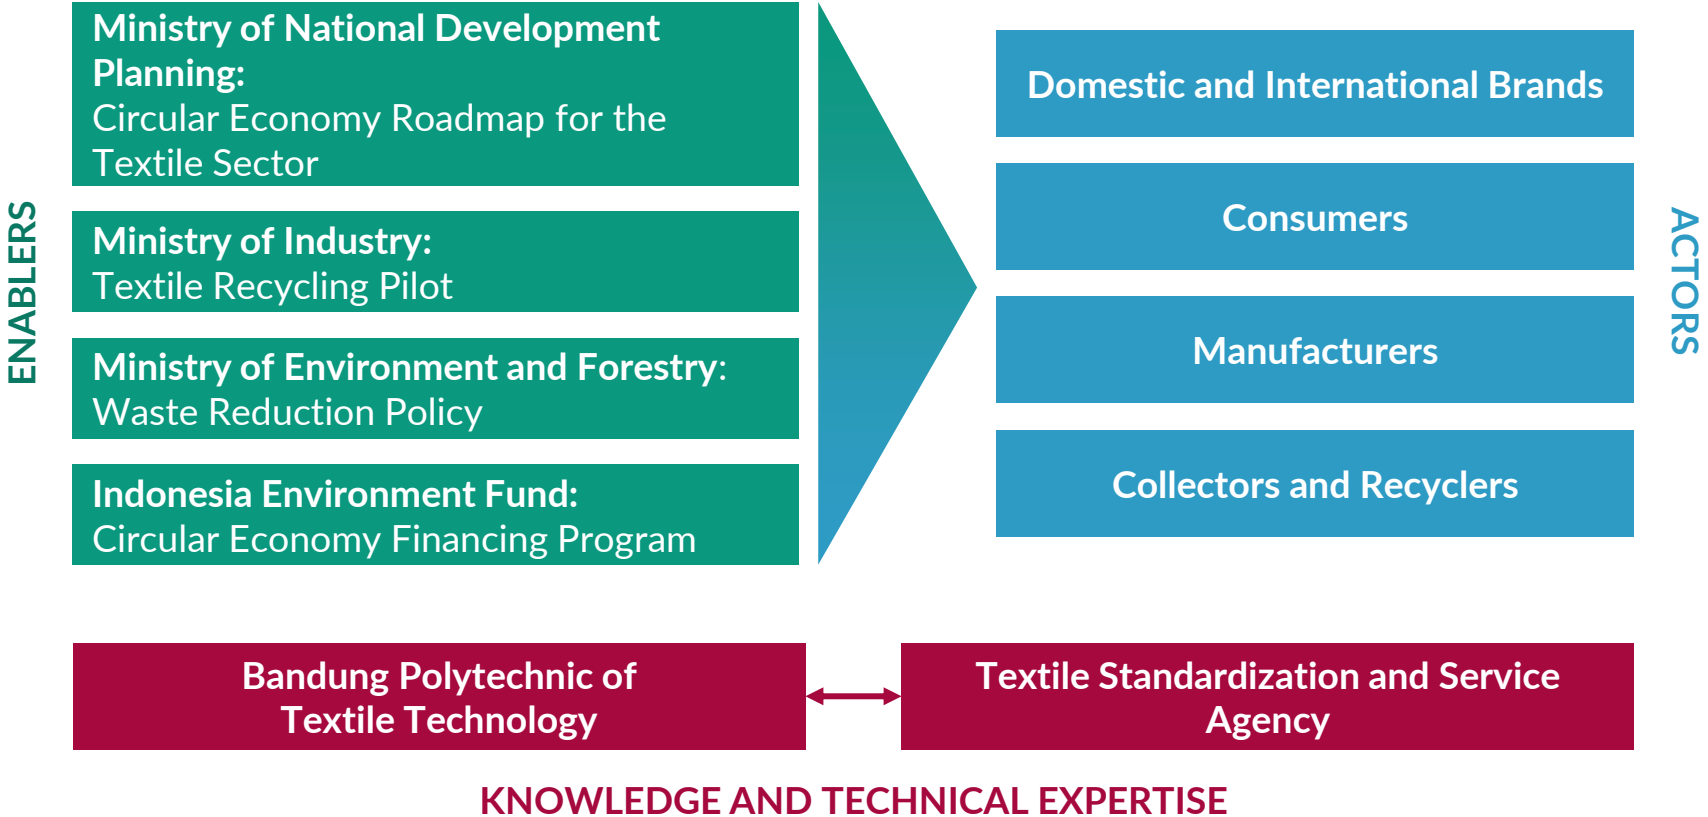 ENABLERS
Ministry of National Development
Planning:
Circular Economy Roadmap for the
Textile Sector
Ministry of Industry:
Textile Recycling Pilot
Ministry of Environment and Forestry:
Waste Reduction Policy
Indonesia Environment Fund:
Circular Economy Financing Program
Domestic and International Brands
Consumers
Manufacturers
Collectors and Recyclers
ACTORS
Bandung Polytechnic of
Textile Technology
Textile Standardization and Service
Agency
KNOWLEDGE AND TECHNICAL EXPERTISE